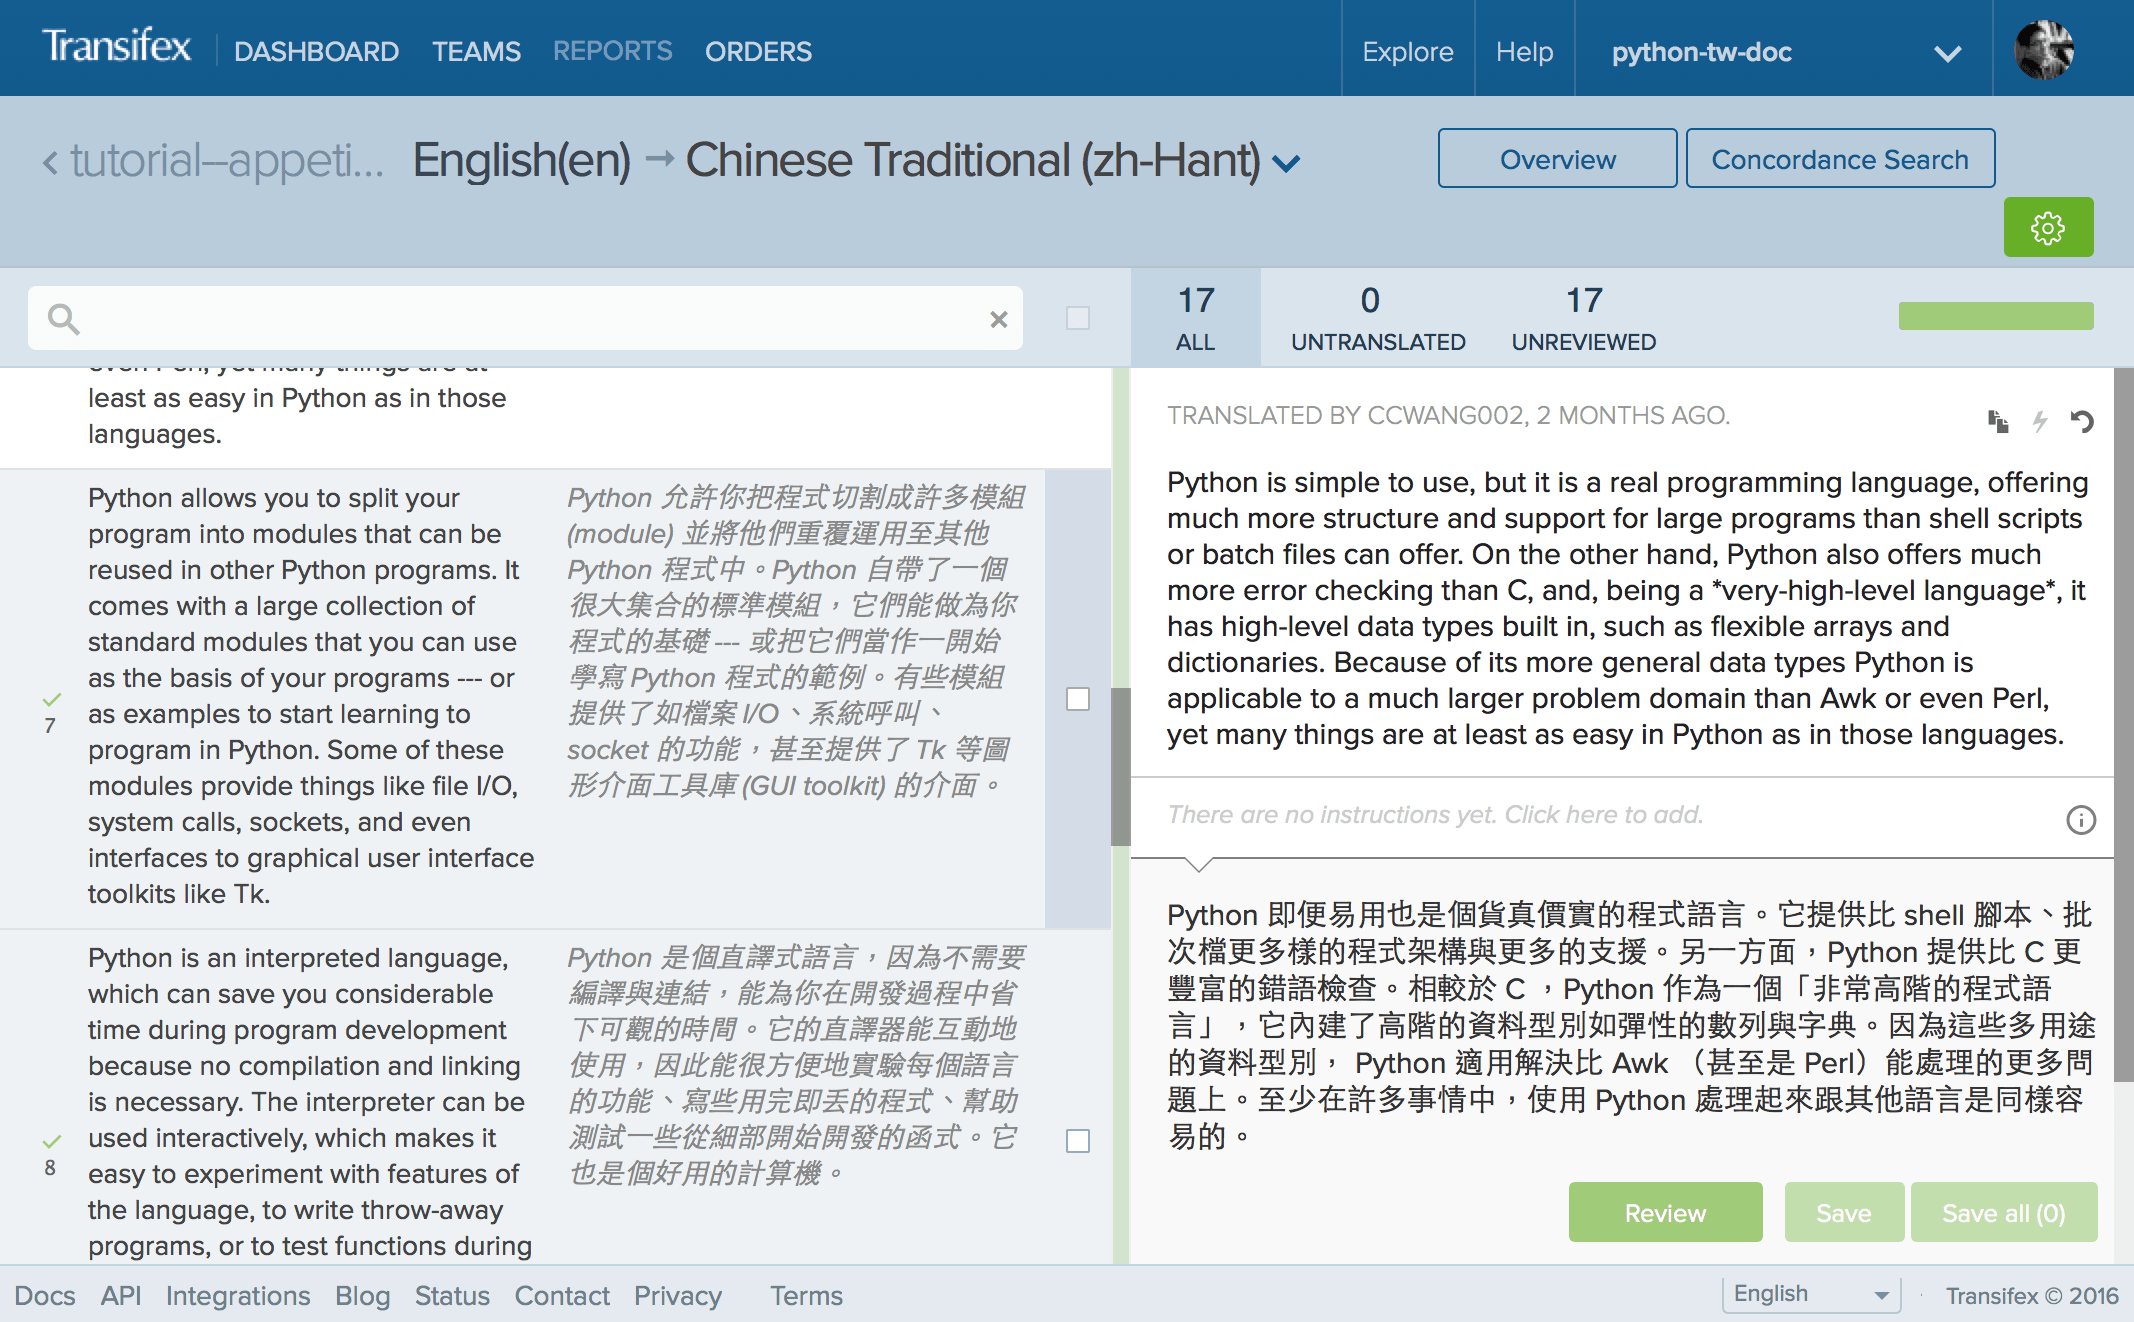 Transifex DASHBOARD TEAMS REPORTS ORDERS Explore Help python-tw-doc
‹ tutorial--appeti... English(en) → Chinese Traditional (zh-Hant)
Overview Concordance Search
17 ALL
0 UNTRANSLATED
17 UNREVIEWED
least as easy in Python as in those
languages.
Python allows you to split your
program into modules that can be
reused in other Python programs. It
comes with a large collection of
standard modules that you can use
as the basis of your programs --- or
as examples to start learning to
program in Python. Some of these
modules provide things like file I/O,
system calls, sockets, and even
interfaces to graphical user interface
toolkits like Tk.
7
Python 允許你把程式切割成許多模組
(module) 並將他們重覆運用至其他
Python 程式中。Python 自帶了一個
很大集合的標準模組，它們能做為你
程式的基礎 --- 或把它們當作一開始
學寫 Python 程式的範例。有些模組
提供了如檔案 I/O、系統呼叫、
socket 的功能，甚至提供了 Tk 等圖
形介面工具庫 (GUI toolkit) 的介面。
Python is an interpreted language,
which can save you considerable
time during program development
because no compilation and linking
is necessary. The interpreter can be
used interactively, which makes it
easy to experiment with features of
the language, to write throw-away
programs, or to test functions during
8
Python 是個直譯式語言，因為不需要
編譯與連結，能為你在開發過程中省
下可觀的時間。它的直譯器能互動地
使用，因此能很方便地實驗每個語言
的功能、寫些用完即丟的程式、幫助
測試一些從細部開始開發的函式。它
也是個好用的計算機。
TRANSLATED BY CCWANG002, 2 MONTHS AGO.
Python is simple to use, but it is a real programming language, offering
much more structure and support for large programs than shell scripts
or batch files can offer. On the other hand, Python also offers much
more error checking than C, and, being a *very-high-level language*, it
has high-level data types built in, such as flexible arrays and
dictionaries. Because of its more general data types Python is
applicable to a much larger problem domain than Awk or even Perl,
yet many things are at least as easy in Python as in those languages.
There are no instructions yet. Click here to add.
Python 即便易用也是個貨真價實的程式語言。它提供比 shell 腳本、批
次檔更多樣的程式架構與更多的支援。另一方面，Python 提供比 C 更
豐富的錯誤檢查。相較於 C ，Python 作為一個「非常高階的程式語
言」，它內建了高階的資料型別如彈性的數列與字典。因為這些多用途
的資料型別， Python 適用解決比 Awk （甚至是 Perl）能處理的更多問
題上。至少在許多事情中，使用 Python 處理起來跟其他語言是同樣容
易的。
Review Save Save all (0)
Docs API Integrations Blog Status Contact Privacy Terms English · Transifex © 2016